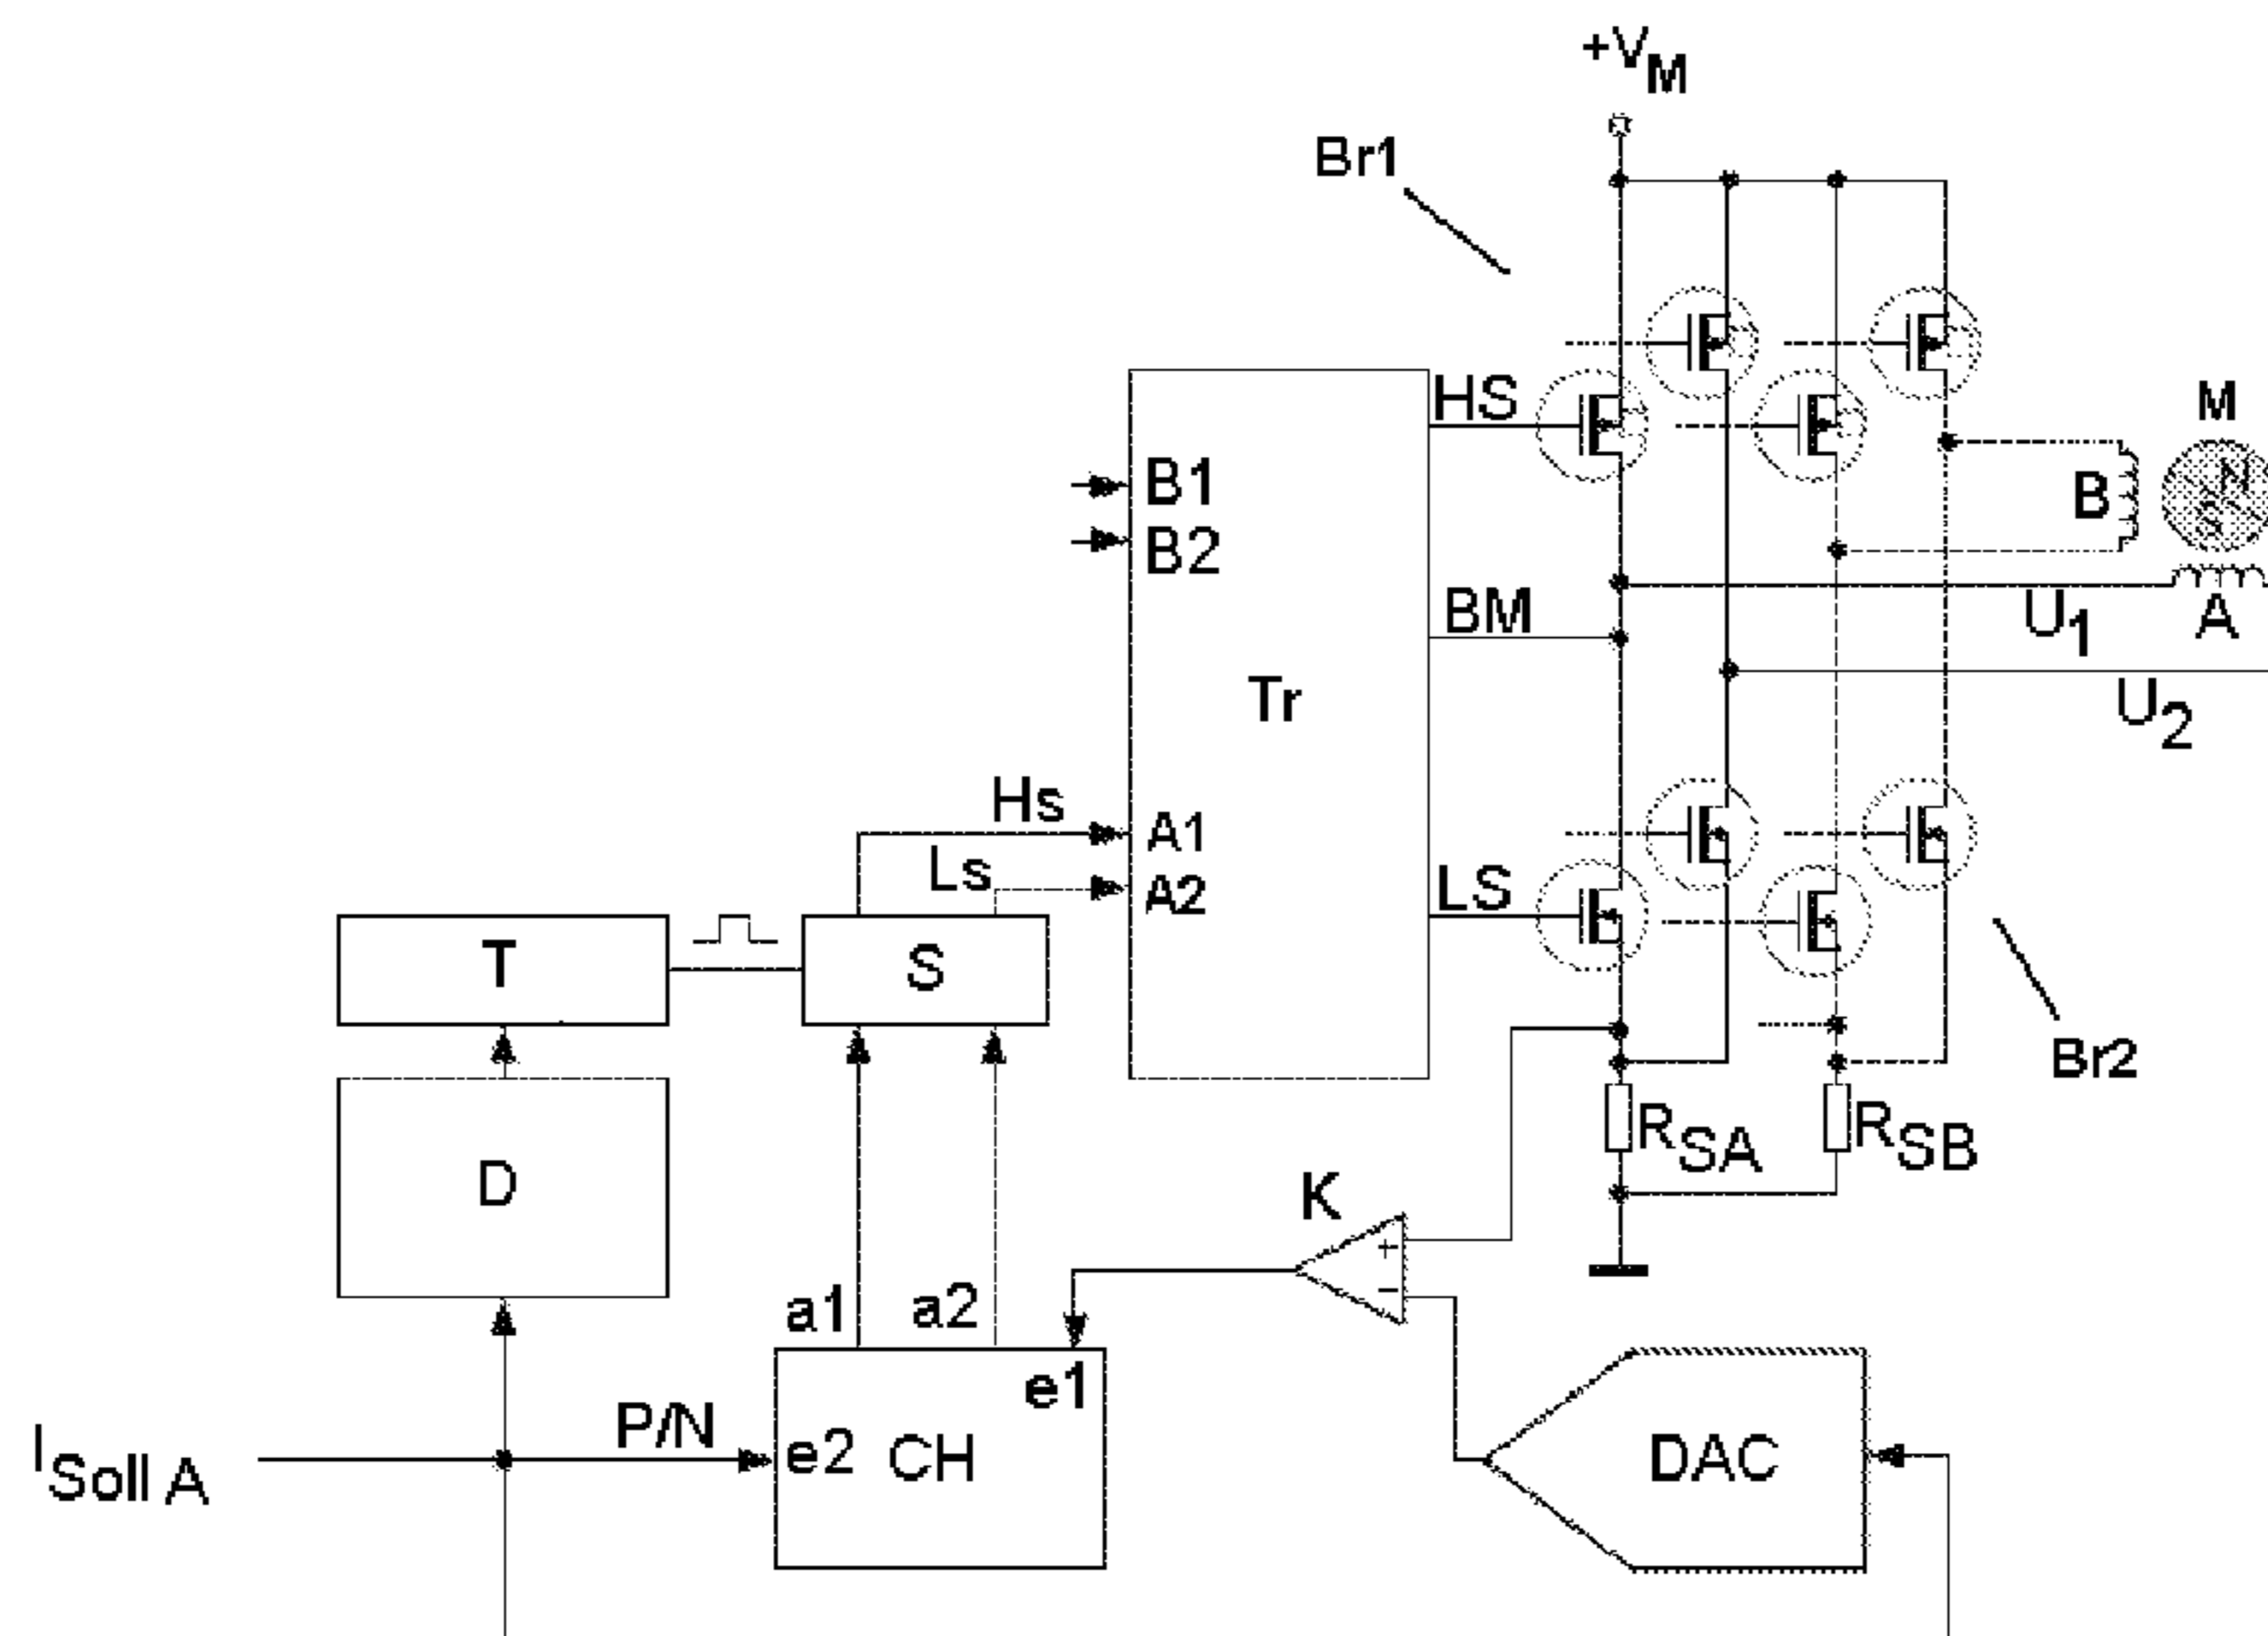 +VM
Br1
HS
M
B1
B
N
S
B2
BM
U1
A
Tr
U2
Hs
A1
Ls
A2
LS
T
S
Br2
D
RSA
RSB
K
+
−
a1
a2
e1
P/N
e2
CH
DAC
ISoll A